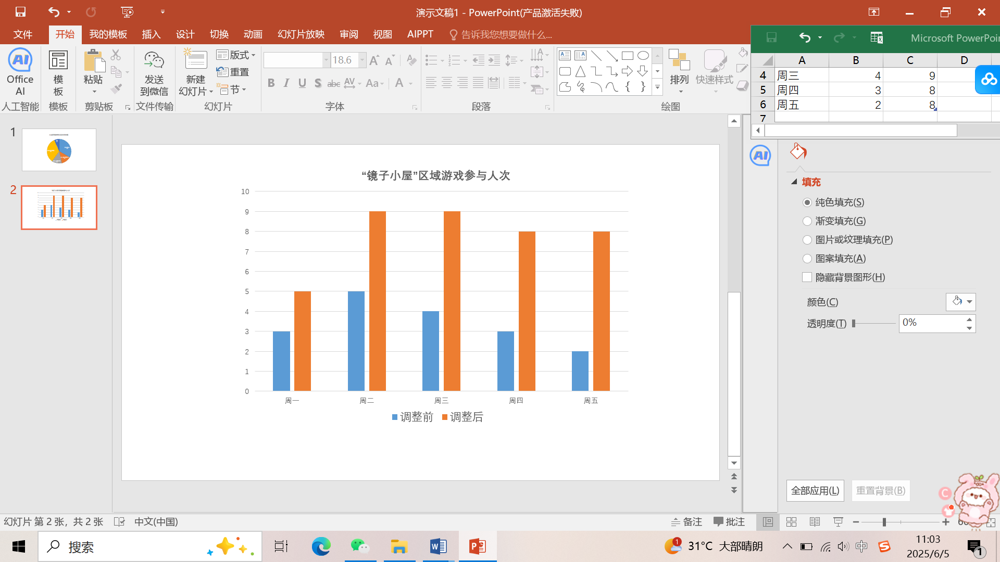 演示文稿1 - PowerPoint(产品激活失败)
文件 开始 我的模板 插入 设计 切换 动画 幻灯片放映 审阅 视图 AIPPT 告诉我您想要做什么...
Microsoft PowerPoin
AI
Office
AI
人工智能
模
板
模板
粘贴
剪贴板
发送
到微信
文件传输
新建
幻灯片
版式
重置
节
幻灯片
18.6
B I U S abc AV Aa A
字体
段落
排列
快速样式
绘图
A B C D
4 周三 4 9
5 周四 3 8
6 周五 2 8
7
1
2
“镜子小屋”区域游戏参与人次
10
9
8
7
6
5
4
3
2
1
0
周一 周二 周三 周四 周五
调整前 调整后
AI
填充
纯色填充(S)
渐变填充(G)
图片或纹理填充(P)
图案填充(A)
隐藏背景图形(H)
颜色(C)
透明度(T) 0%
全部应用(L) 重置背景(B)
C
幻灯片 第 2 张，共 2 张 中文(中国) 备注 批注
搜索
1 31°C 大部晴朗
中
11:03
2025/6/5
1